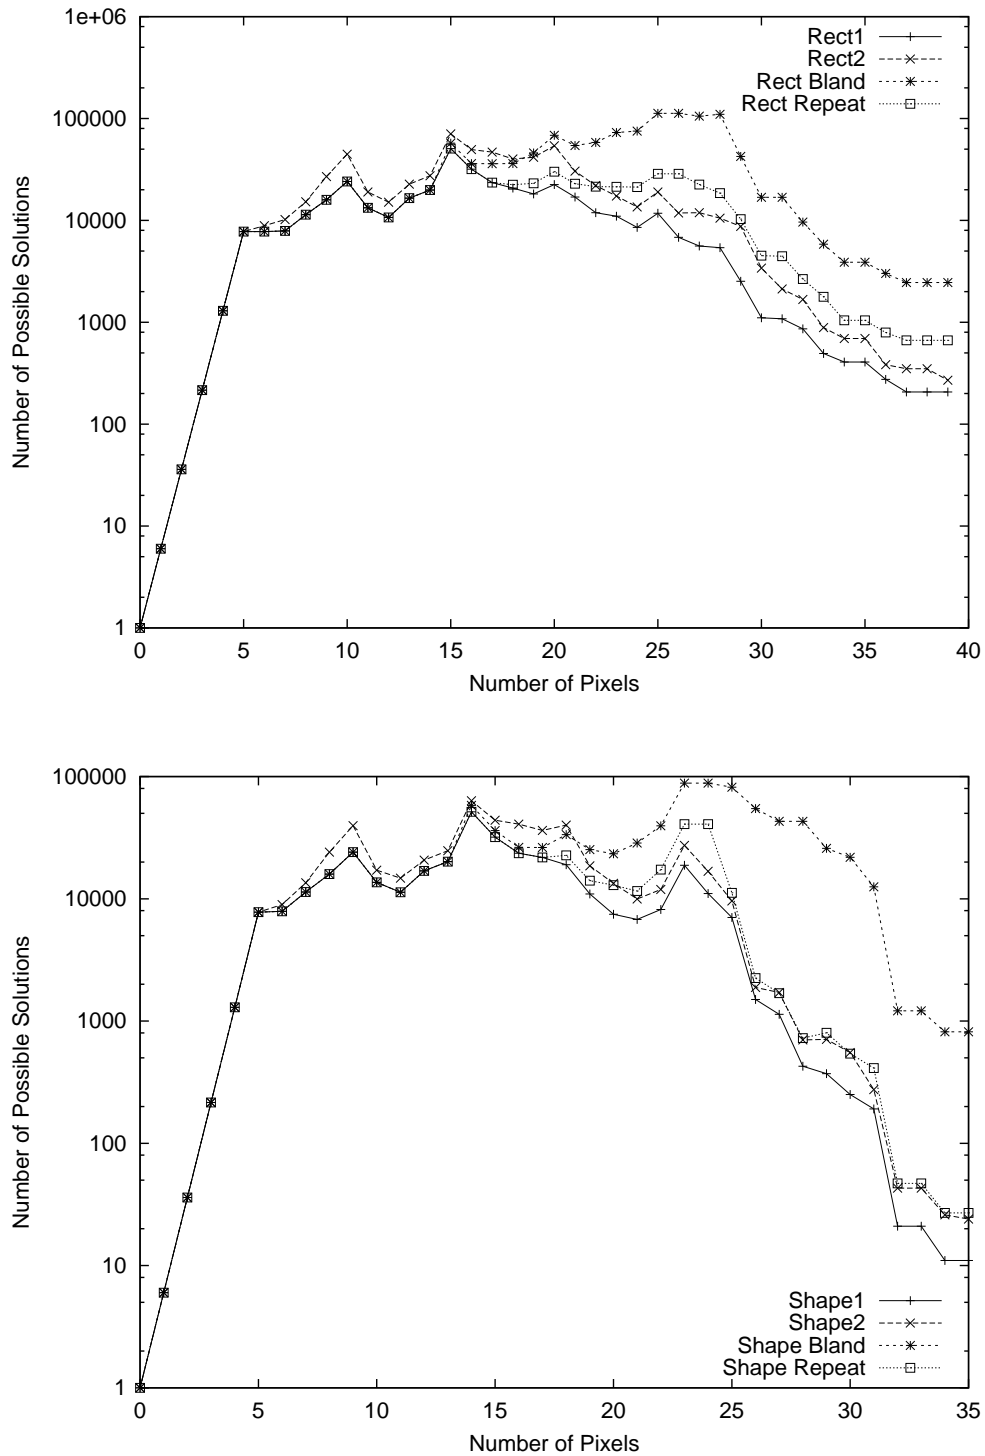 1e+06
100000
10000
1000
100
10
1
0 5 10 15 20 25 30 35 40
Number of Possible Solutions
Number of Pixels
Rect1
Rect2
Rect Bland
Rect Repeat
100000
10000
1000
100
10
1
0 5 10 15 20 25 30 35
Number of Possible Solutions
Number of Pixels
Shape1
Shape2
Shape Bland
Shape Repeat